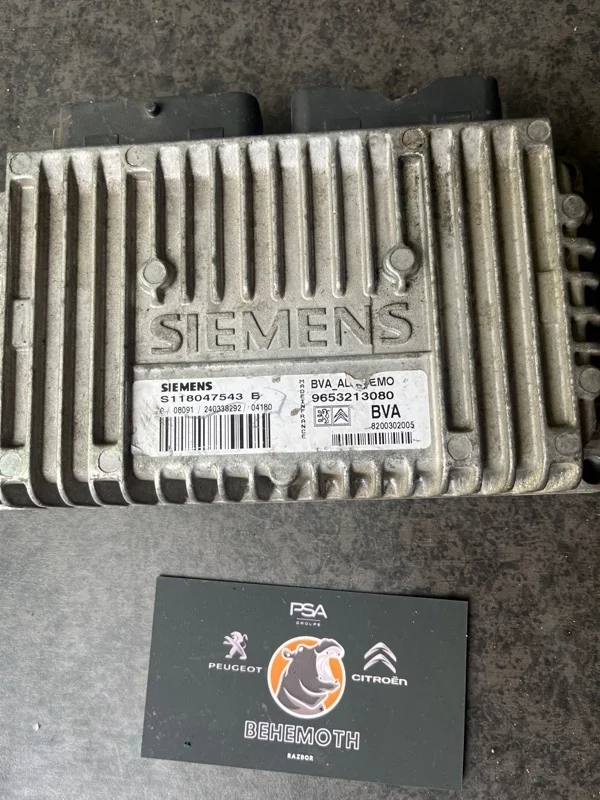 SIEMENS
SIEMENS
S118047543 E
08091 / 240338292 / 04180
MADE IN FRANCE
9653213080
BVA
8200302005
PSA
GROUPE
PEUGEOT
CITROËN
BEHEMOTH
RAZBOR